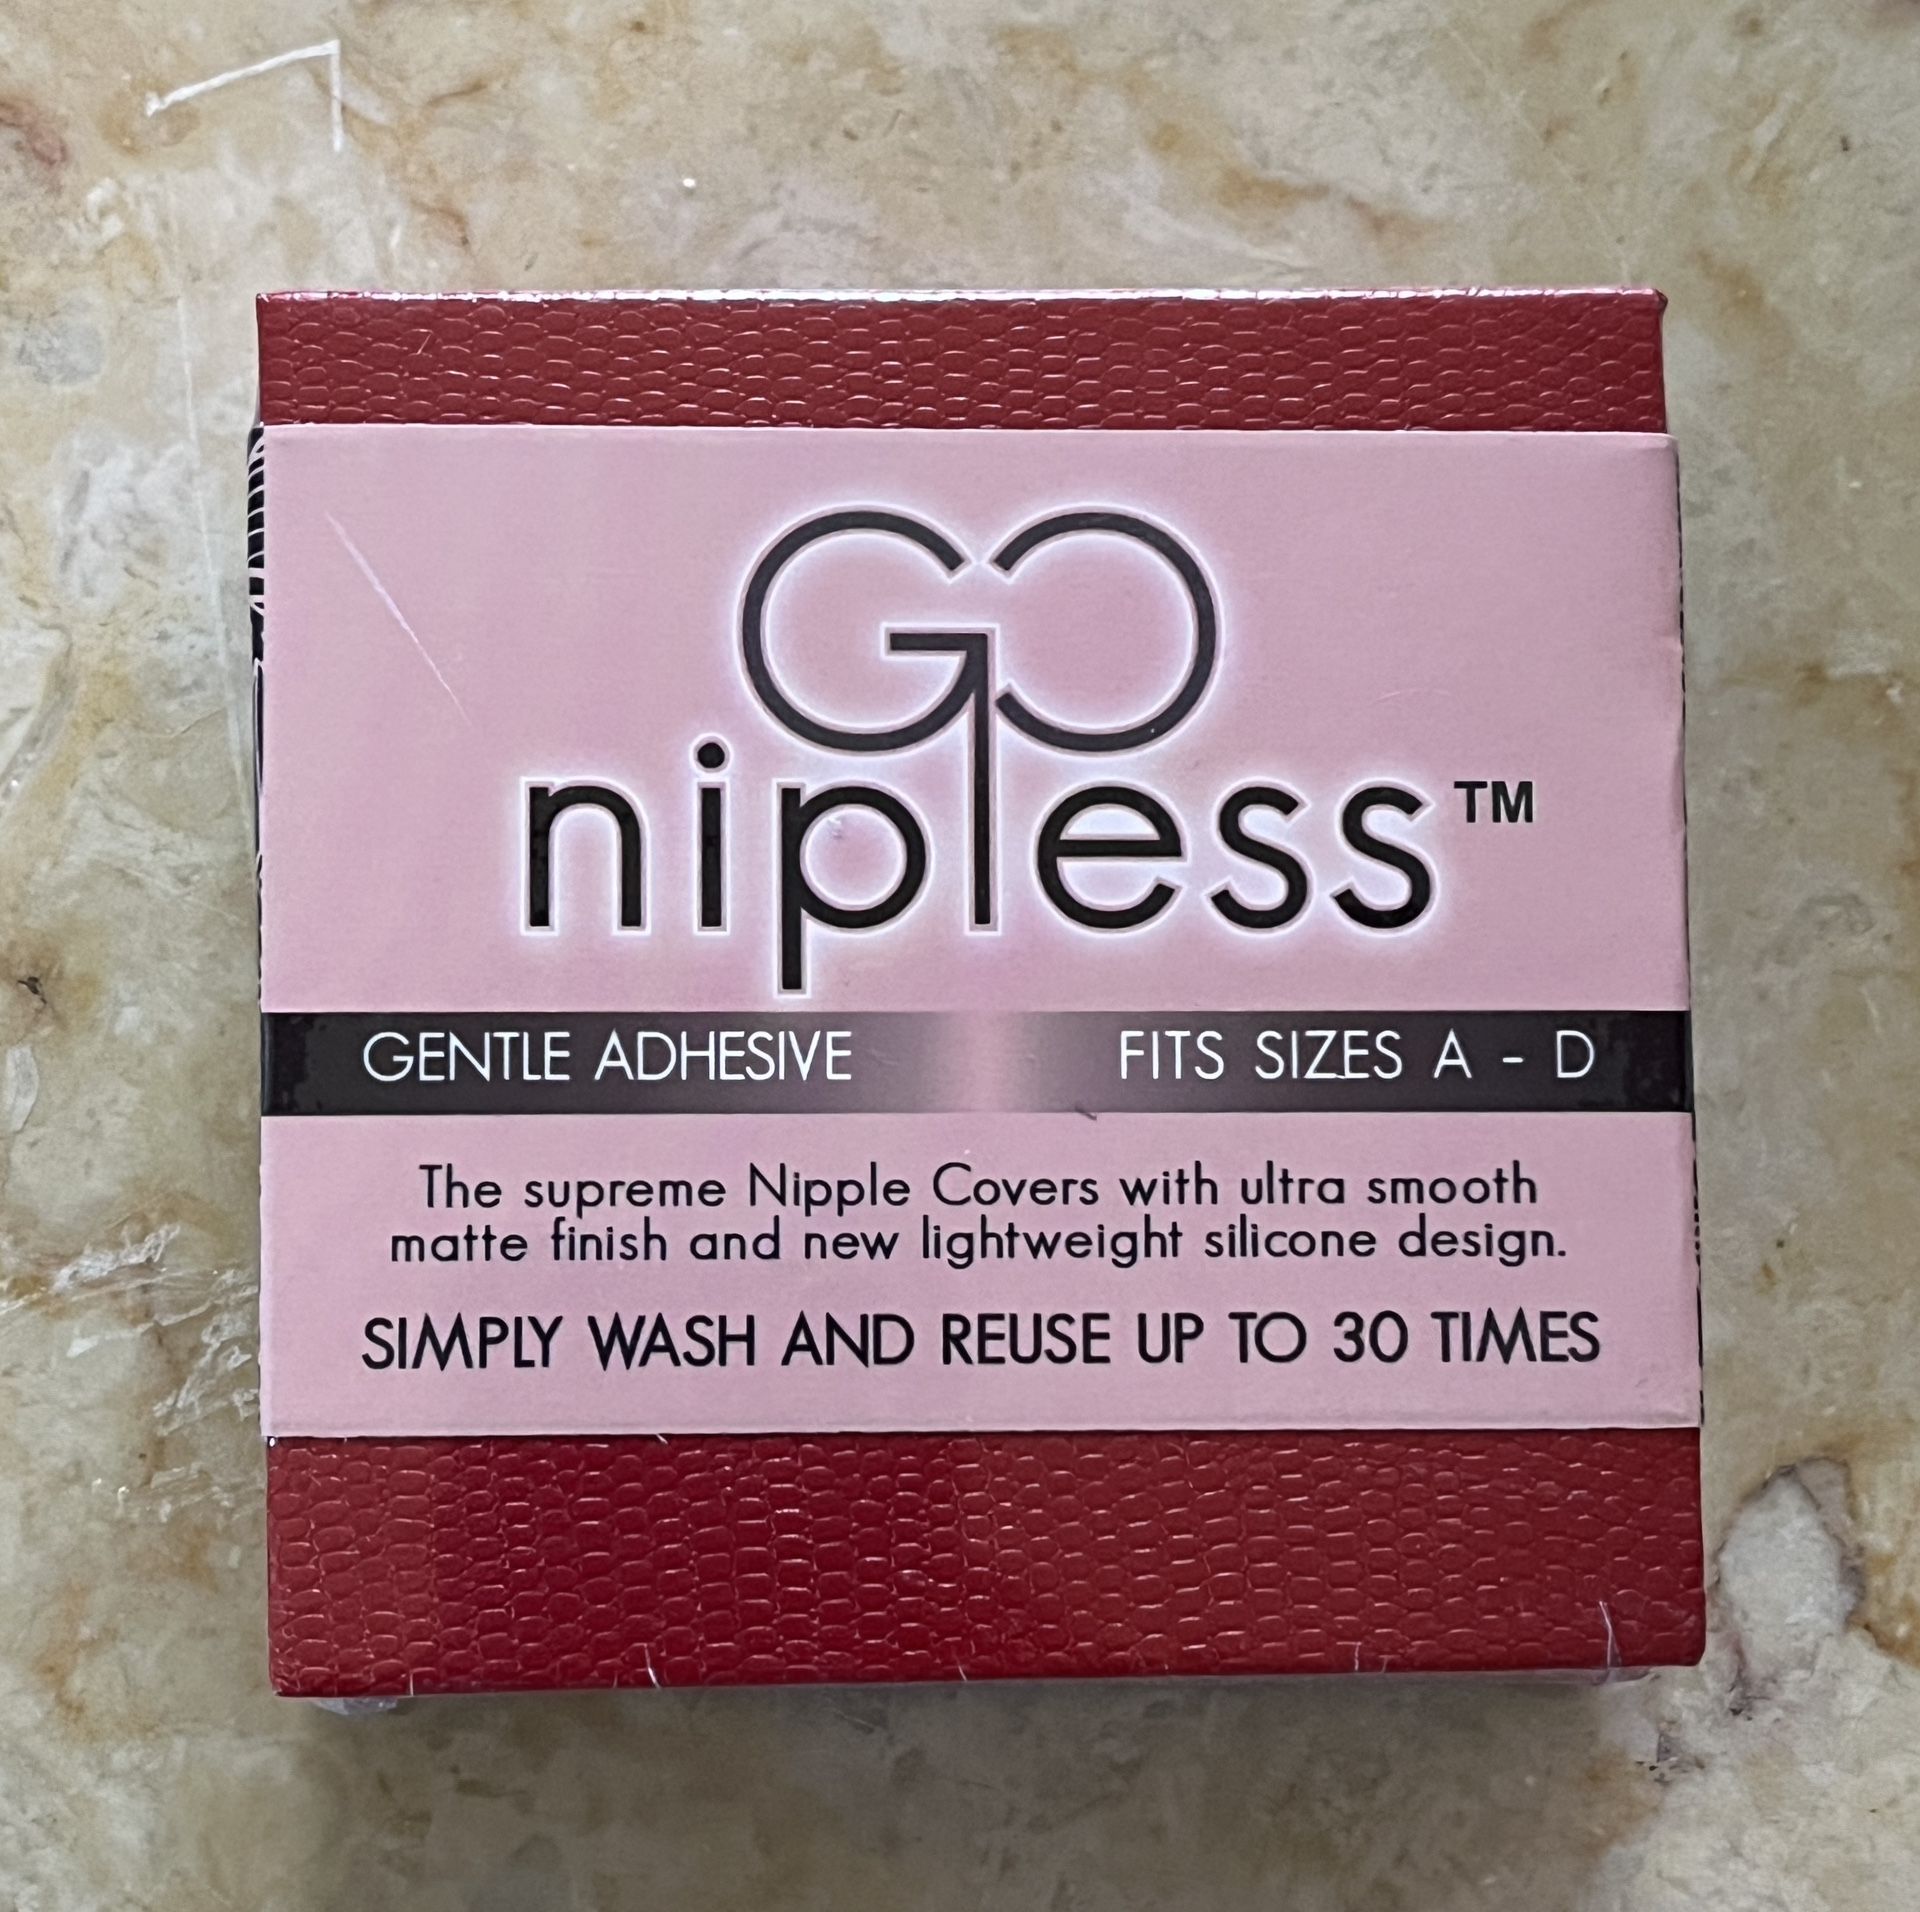 GO
nipless™
GENTLE ADHESIVE FITS SIZES A - D
The supreme Nipple Covers with ultra smooth
matte finish and new lightweight silicone design.
SIMPLY WASH AND REUSE UP TO 30 TIMES